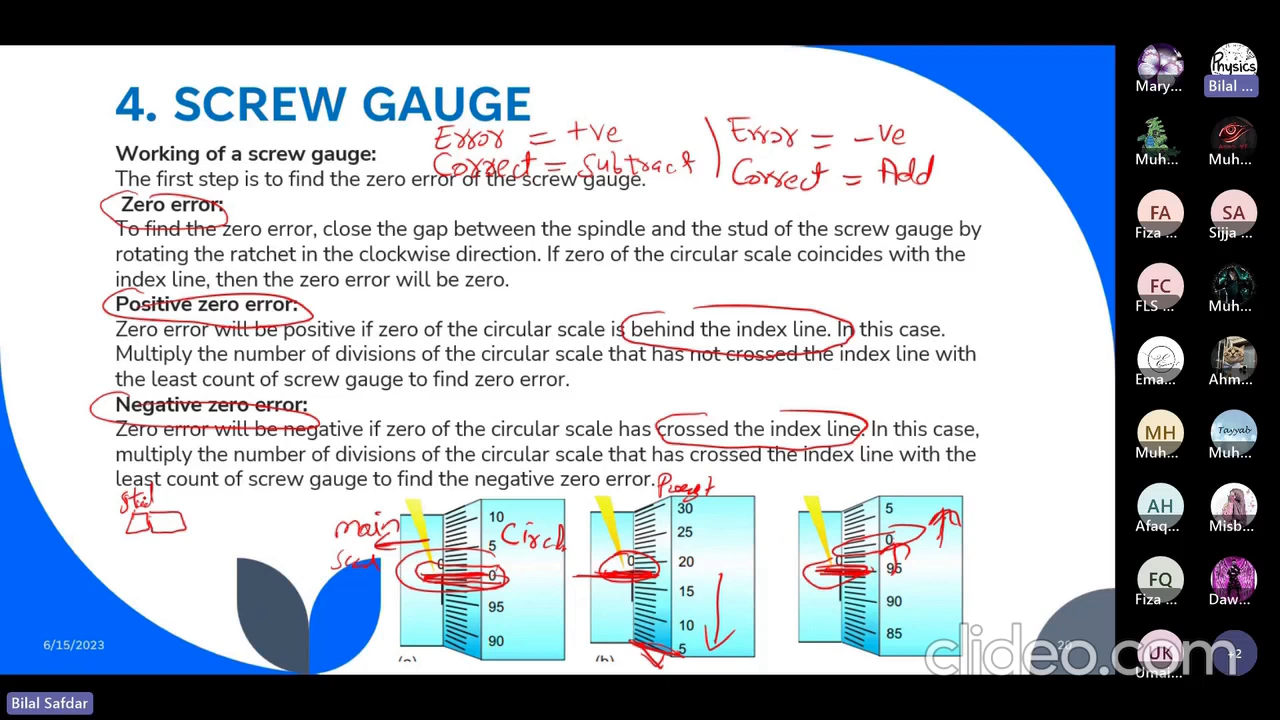 4. SCREW GAUGE
Error = +ve
Correct = Subtract
Error = -ve
Correct = Add
Working of a screw gauge:
The first step is to find the zero error of the screw gauge.
Zero error:
To find the zero error, close the gap between the spindle and the stud of the screw gauge by
rotating the ratchet in the clockwise direction. If zero of the circular scale coincides with the
index line, then the zero error will be zero.
Positive zero error:
Zero error will be positive if zero of the circular scale is behind the index line. In this case.
Multiply the number of divisions of the circular scale that has not crossed the index line with
the least count of screw gauge to find zero error.
Negative zero error:
Zero error will be negative if zero of the circular scale has crossed the index line. In this case,
multiply the number of divisions of the circular scale that has crossed the index line with the
least count of screw gauge to find the negative zero error.
main
Circ
0
10
5
0
95
90
(a)
0
30
25
20
15
10
5
(b)
0
5
0
95
90
85
6/15/2023
clideo.com
Mary...
Physics
Bilal ...
Muh...
Muh...
FA
Fiza ...
SA
Sijja ...
FC
FLS ...
Muh...
Ema...
Ahm...
MH
Muh...
Tayyab
Muh...
AH
Afaq...
Misb...
FQ
Fiza ...
Daw...
UK
Umai...
+2
Bilal Safdar